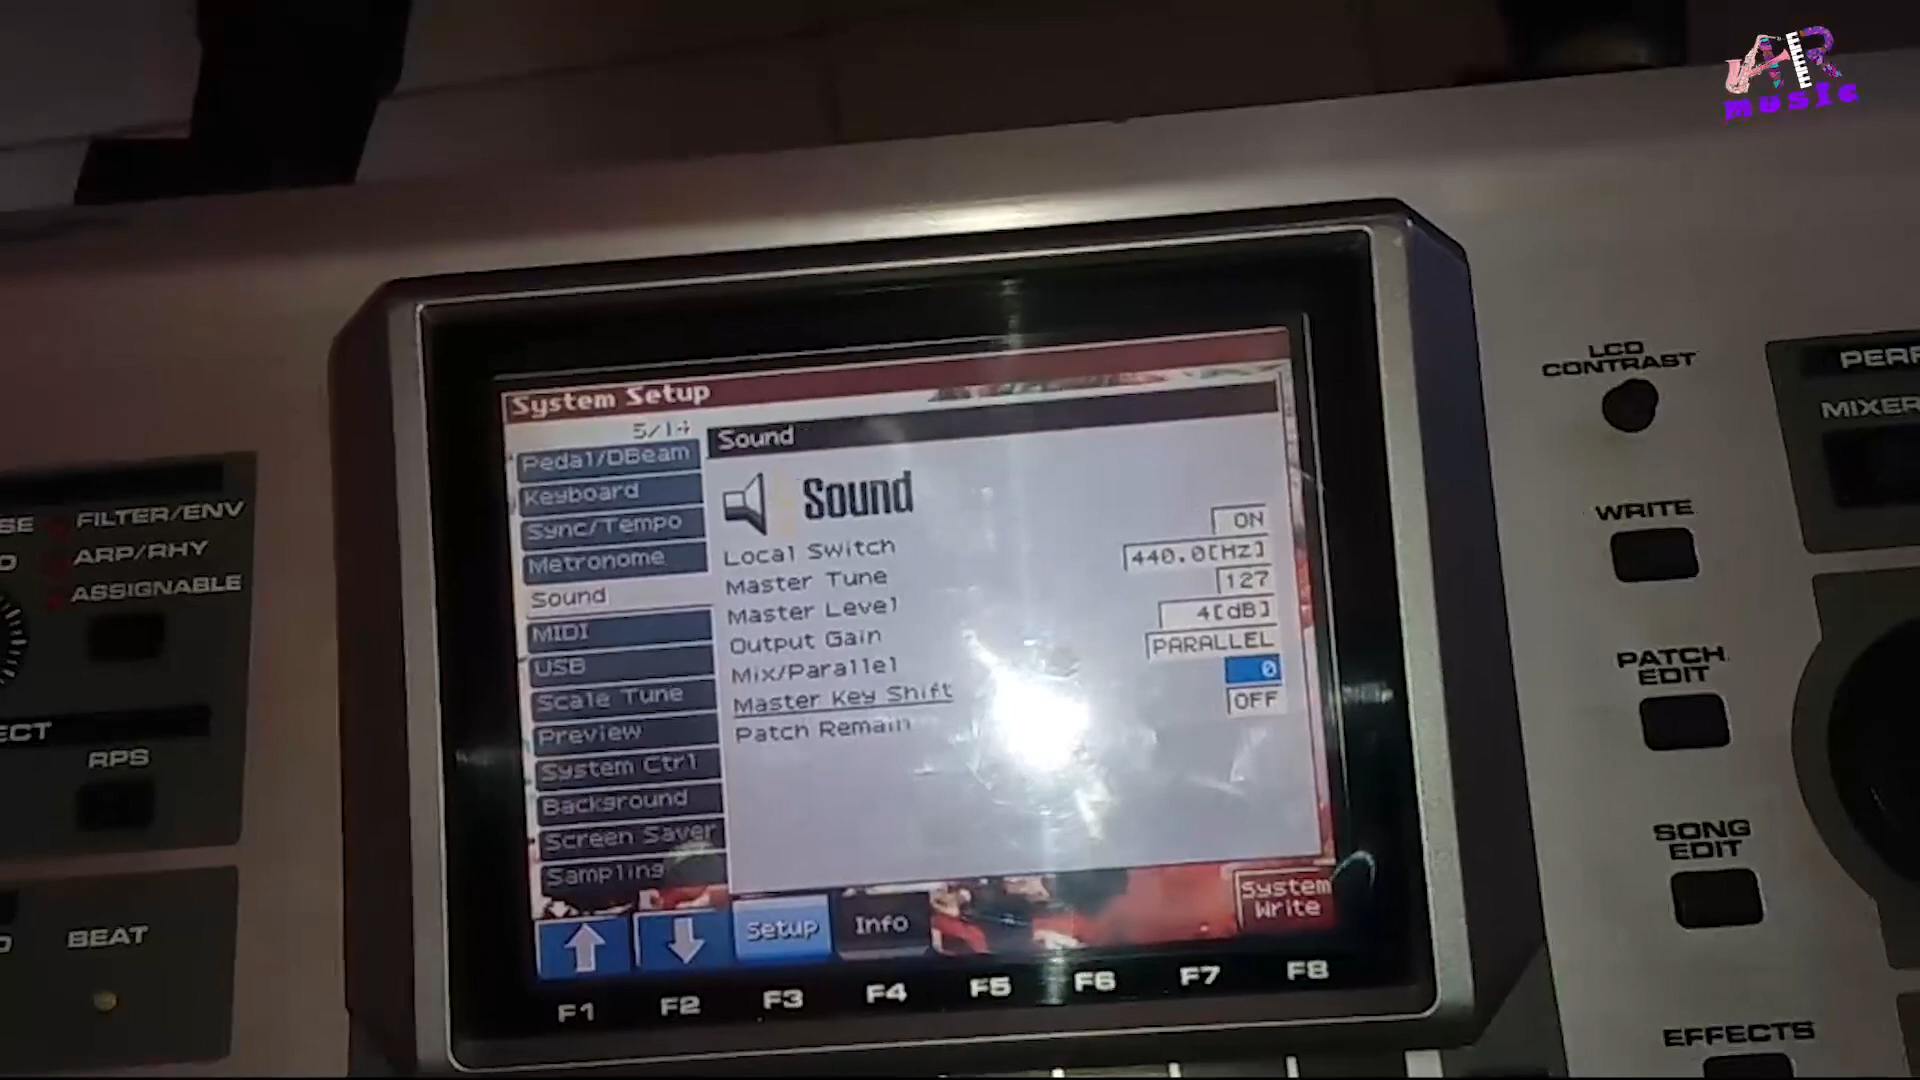 AR
music
System Setup
5/14
Sound
Pedal/DBeam
Keyboard
Sync/Tempo
Metronome
Sound
MIDI
USB
Scale Tune
Preview
System Ctrl
Background
Screen Saver
Sampling
Sound
Local Switch ON
Master Tune 440.0[Hz]
Master Level 127
Output Gain 4[dB]
Mix/Parallel PARALLEL
Master Key Shift 0
Patch Remain OFF
Setup
Info
System
Write
F1 F2 F3 F4 F5 F6 F7 F8
FILTER/ENV
ARP/RHY
ASSIGNABLE
RPS
BEAT
LCD
CONTRAST
WRITE
PATCH
EDIT
SONG
EDIT
EFFECTS
MIXER